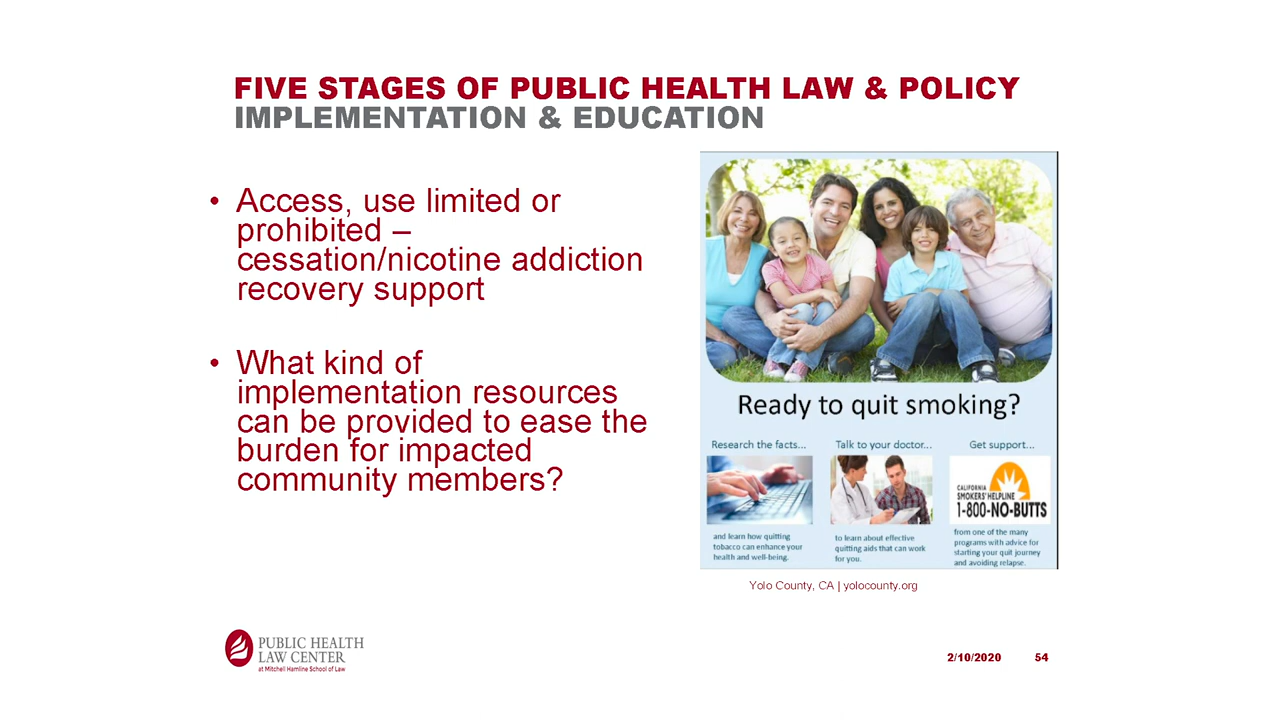 FIVE STAGES OF PUBLIC HEALTH LAW & POLICY
IMPLEMENTATION & EDUCATION
• Access, use limited or
prohibited –
cessation/nicotine addiction
recovery support
• What kind of
implementation resources
can be provided to ease the
burden for impacted
community members?
Ready to quit smoking?
Research the facts...
and learn how quitting
tobacco can enhance your
health and well-being.
Talk to your doctor...
to learn about effective
quitting aids that can work
for you.
Get support...
CALIFORNIA
SMOKERS' HELPLINE
1-800-NO-BUTTS
from one of the many
programs with advice for
starting your quit journey
and avoiding relapse.
Yolo County, CA | yolocounty.org
PUBLIC HEALTH
LAW CENTER
at Mitchell Hamline School of Law
2/10/2020 54